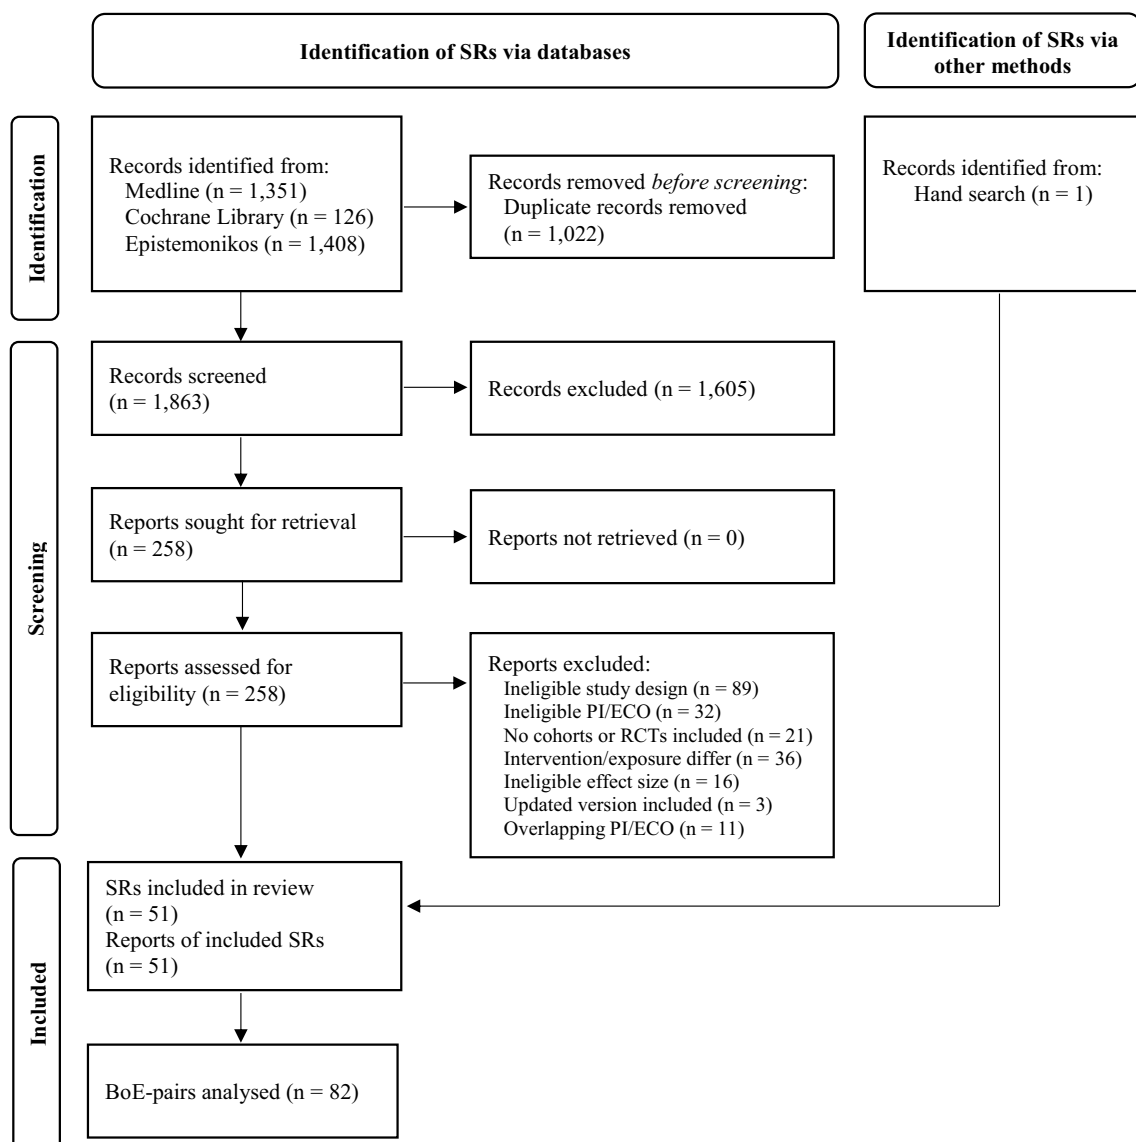 Identification of SRs via databases
Identification of SRs via
other methods
Identification
Records identified from:
Medline (n = 1,351)
Cochrane Library (n = 126)
Epistemonikos (n = 1,408)
Records removed before screening:
Duplicate records removed
(n = 1,022)
Records identified from:
Hand search (n = 1)
Screening
Records screened
(n = 1,863)
Records excluded (n = 1,605)
Reports sought for retrieval
(n = 258)
Reports not retrieved (n = 0)
Reports assessed for
eligibility (n = 258)
Reports excluded:
Ineligible study design (n = 89)
Ineligible PI/ECO (n = 32)
No cohorts or RCTs included (n = 21)
Intervention/exposure differ (n = 36)
Ineligible effect size (n = 16)
Updated version included (n = 3)
Overlapping PI/ECO (n = 11)
Included
SRs included in review
(n = 51)
Reports of included SRs
(n = 51)
BoE-pairs analysed (n = 82)